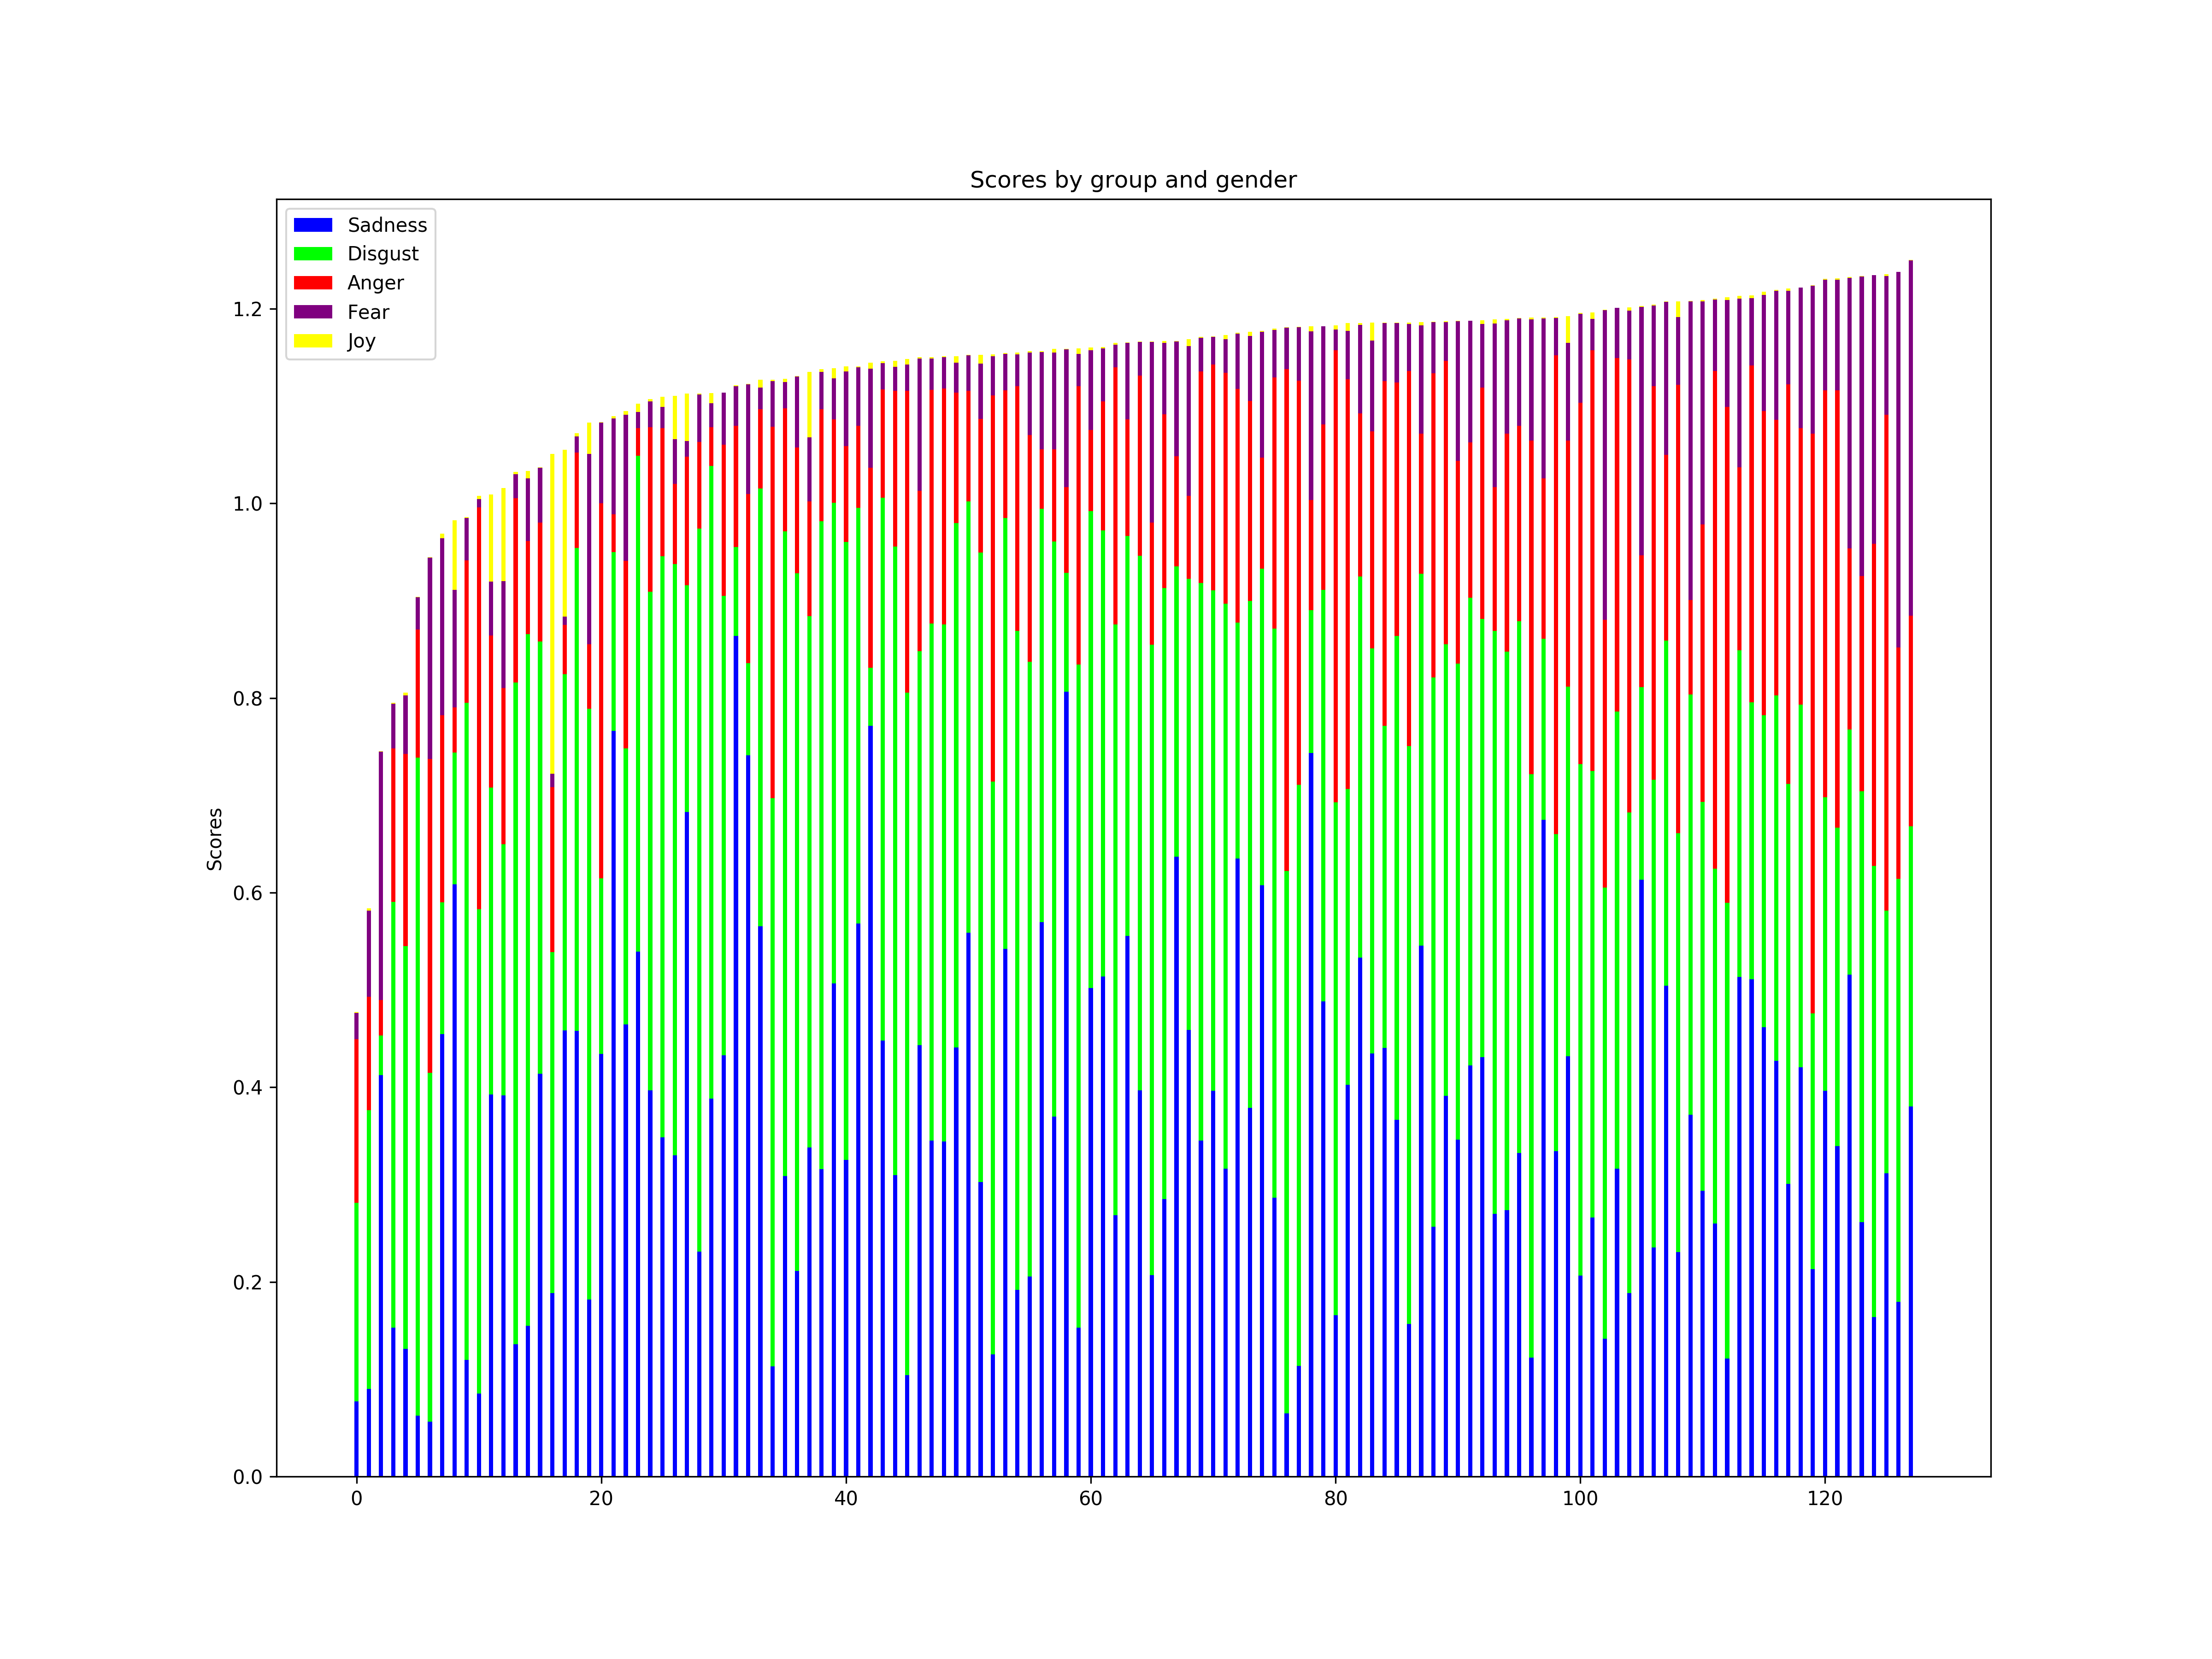 Scores by group and gender
Sadness
Disgust
Anger
Fear
Joy
1.2
1.0
0.8
0.6
0.4
0.2
0.0
Scores
0 20 40 60 80 100 120